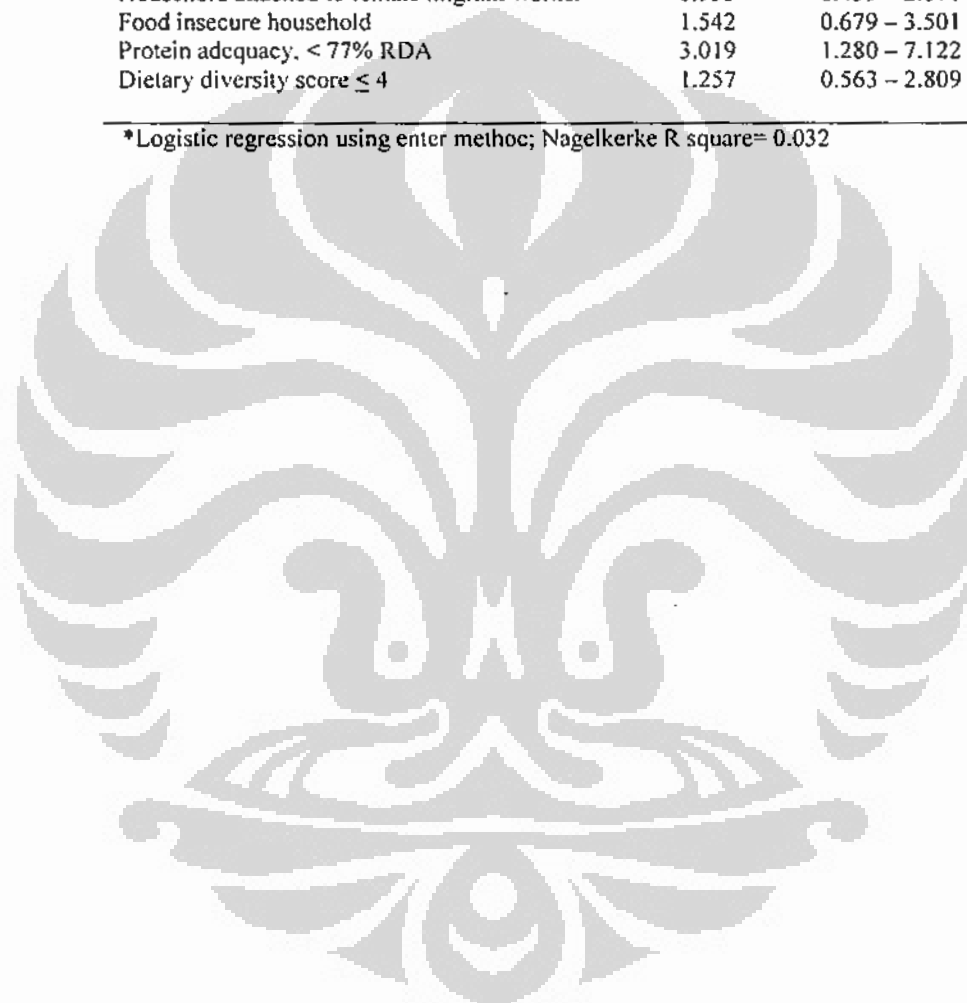 Food insecure household 1.542 0.679 – 3.501
Protein adequacy, < 77% RDA 3.019 1.280 – 7.122
Dietary diversity score ≤ 4 1.257 0.563 – 2.809
*Logistic regression using enter methoc; Nagelkerke R square= 0.032